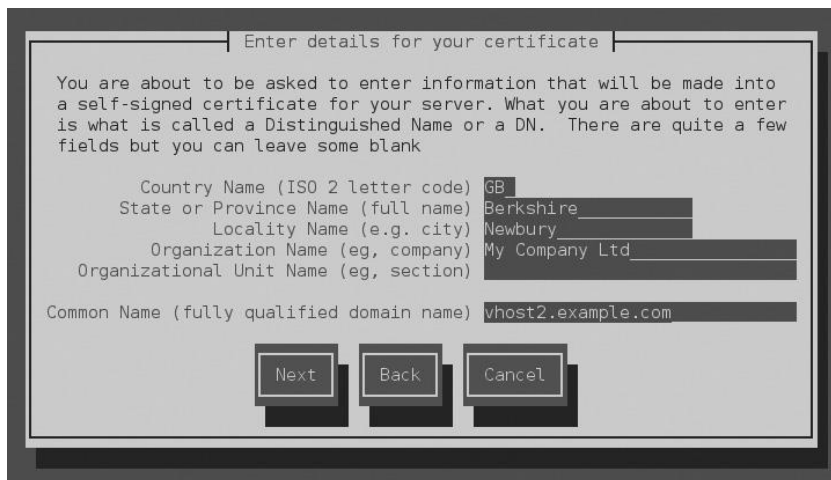 Enter details for your certificate
You are about to be asked to enter information that will be made into
a self-signed certificate for your server. What you are about to enter
is what is called a Distinguished Name or a DN.  There are quite a few
fields but you can leave some blank
Country Name (ISO 2 letter code) GB
State or Province Name (full name) Berkshire
Locality Name (e.g. city) Newbury
Organization Name (eg, company) My Company Ltd
Organizational Unit Name (eg, section)
Common Name (fully qualified domain name) vhost2.example.com
Next Back Cancel